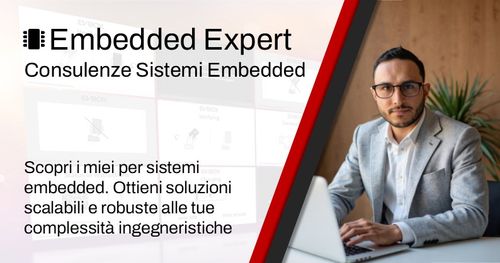 Embedded Expert
Consulenze Sistemi Embedded
Scopri i miei per sistemi
embedded. Ottieni soluzioni
scalabili e robuste alle tue
complessità ingegneristiche